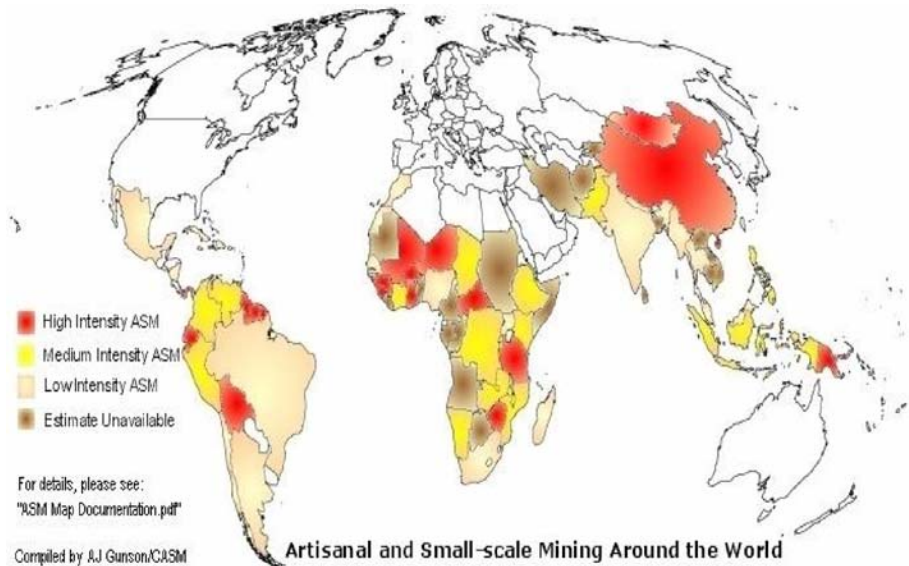 High Intensity ASM
Medium Intensity ASM
Low Intensity ASM
Estimate Unavailable
For details, please see:
"ASM Map Documentation.pdf"
Compiled by AJ Gunson/CASM
Artisanal and Small-scale Mining Around the World